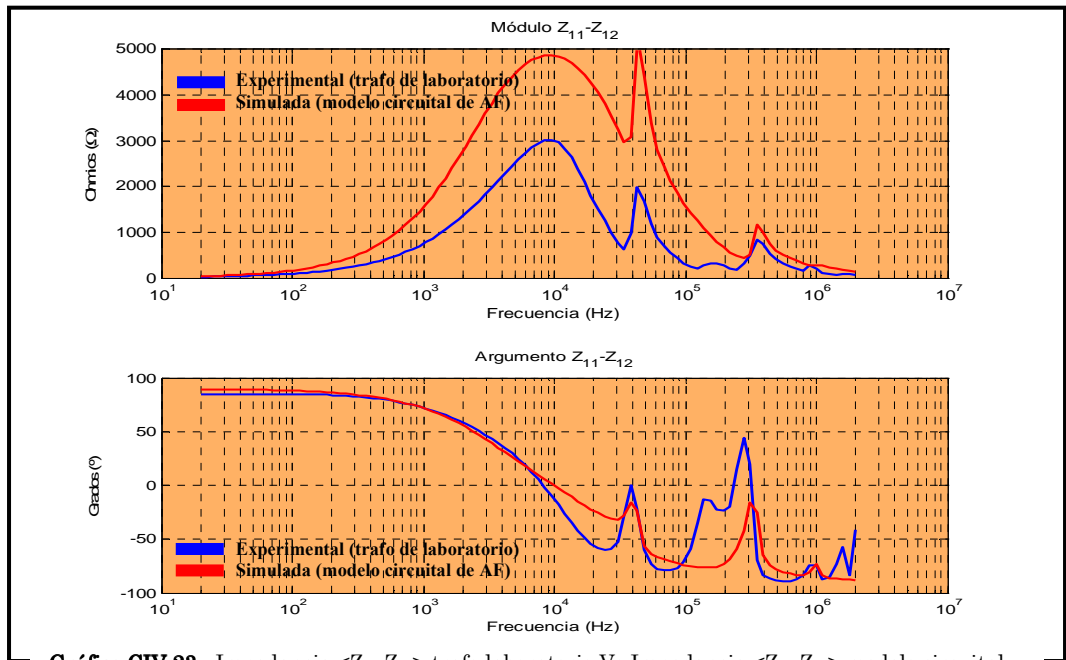 Módulo Z11-Z12
5000
4000
3000
2000
1000
0
Ohmios (Ω)
Experimental (trafo de laboratorio)
Simulada (modelo circuital de AF)
10^1 10^2 10^3 10^4 10^5 10^6 10^7
Frecuencia (Hz)
Argumento Z11-Z12
100
50
0
-50
-100
Grados (º)
Experimental (trafo de laboratorio)
Simulada (modelo circuital de AF)
10^1 10^2 10^3 10^4 10^5 10^6 10^7
Frecuencia (Hz)